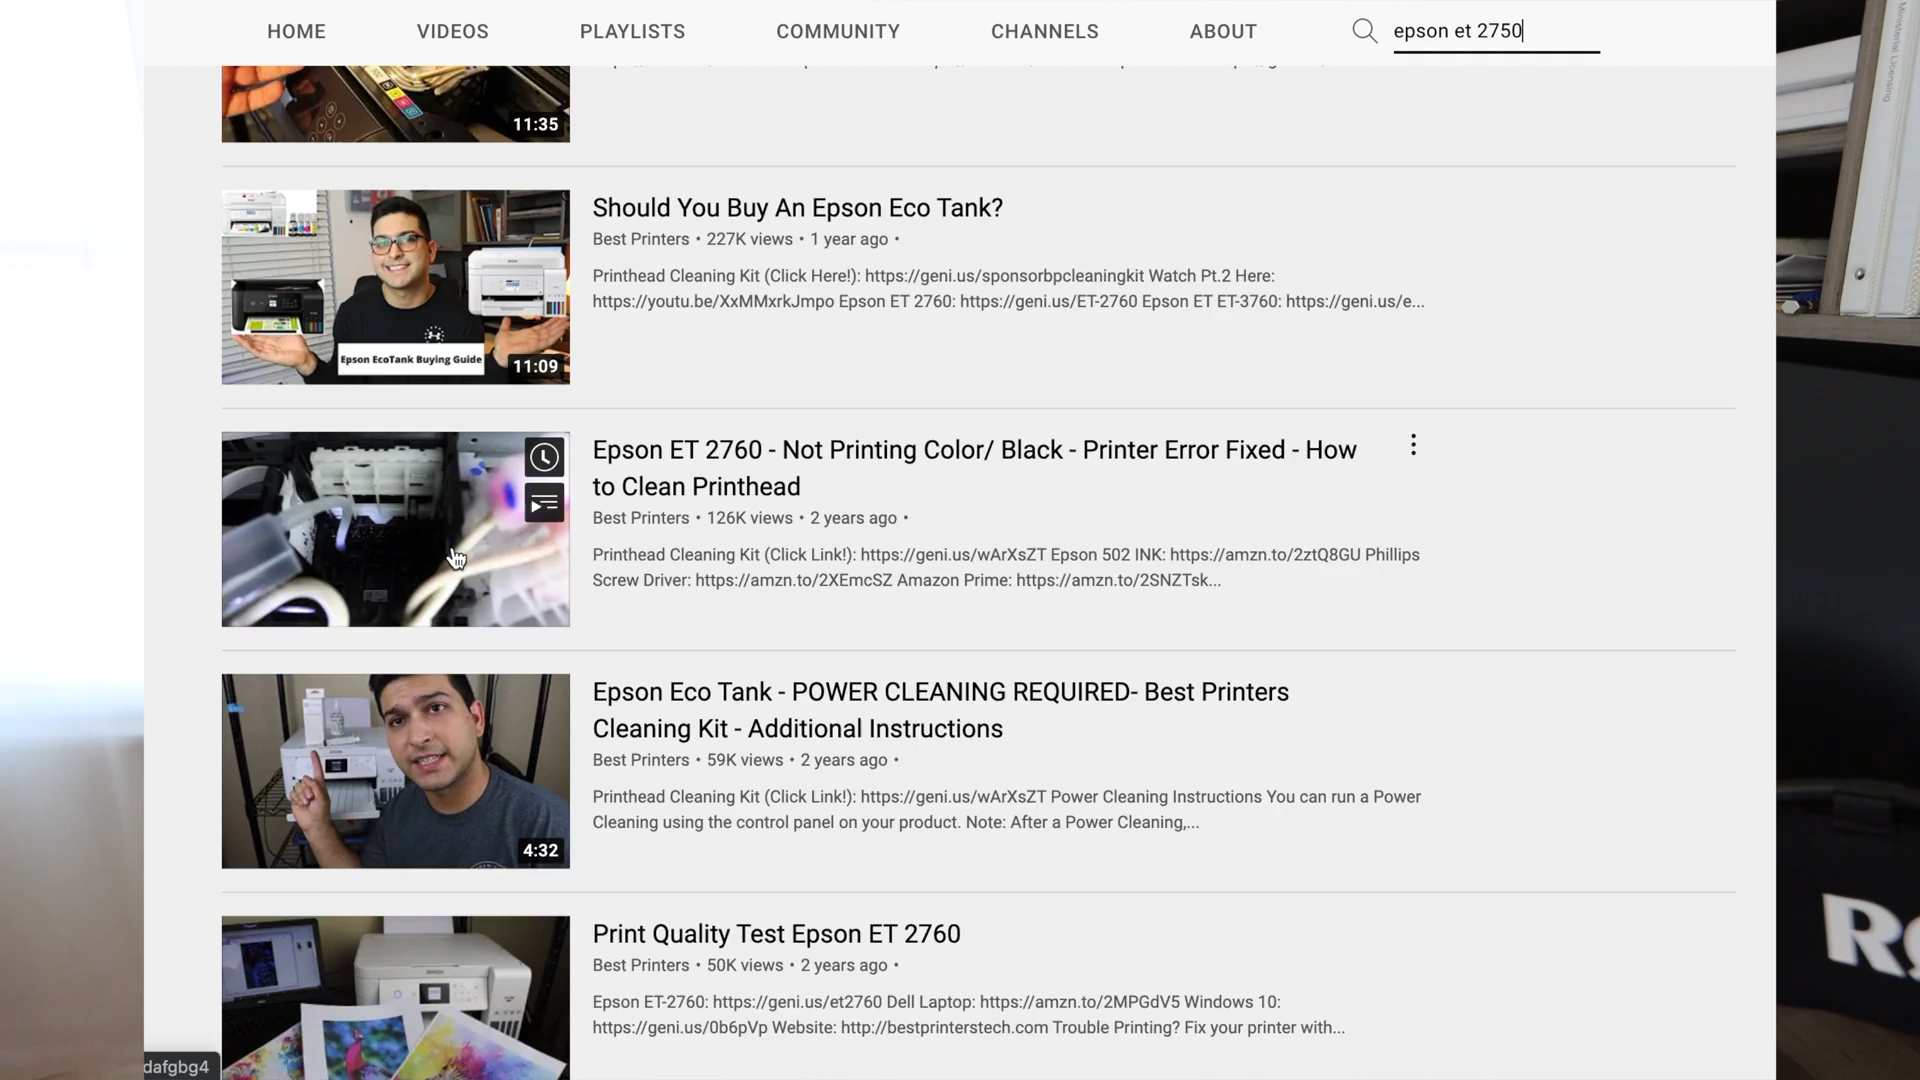 HOME VIDEOS PLAYLISTS COMMUNITY CHANNELS ABOUT epson et 2750
11:35
Should You Buy An Epson Eco Tank?
Best Printers • 227K views • 1 year ago •
Printhead Cleaning Kit (Click Here!): https://geni.us/sponsorbpcleaningkit Watch Pt.2 Here:
https://youtu.be/XxMMxrkJmpo Epson ET 2760: https://geni.us/ET-2760 Epson ET ET-3760: https://geni.us/e...
Epson EcoTank Buying Guide
11:09
Epson ET 2760 - Not Printing Color/ Black - Printer Error Fixed - How
to Clean Printhead
Best Printers • 126K views • 2 years ago •
Printhead Cleaning Kit (Click Link!): https://geni.us/wArXsZT Epson 502 INK: https://amzn.to/2ztQ8GU Phillips
Screw Driver: https://amzn.to/2XEmcSZ Amazon Prime: https://amzn.to/2SNZTsk...
Epson Eco Tank - POWER CLEANING REQUIRED- Best Printers
Cleaning Kit - Additional Instructions
Best Printers • 59K views • 2 years ago •
Printhead Cleaning Kit (Click Link!): https://geni.us/wArXsZT Power Cleaning Instructions You can run a Power
Cleaning using the control panel on your product. Note: After a Power Cleaning,...
4:32
Print Quality Test Epson ET 2760
Best Printers • 50K views • 2 years ago •
Epson ET-2760: https://geni.us/et2760 Dell Laptop: https://amzn.to/2MPGdV5 Windows 10:
https://geni.us/0b6pVp Website: http://bestprinterstech.com Trouble Printing? Fix your printer with...
dafgbg4
Ministerial Licensing